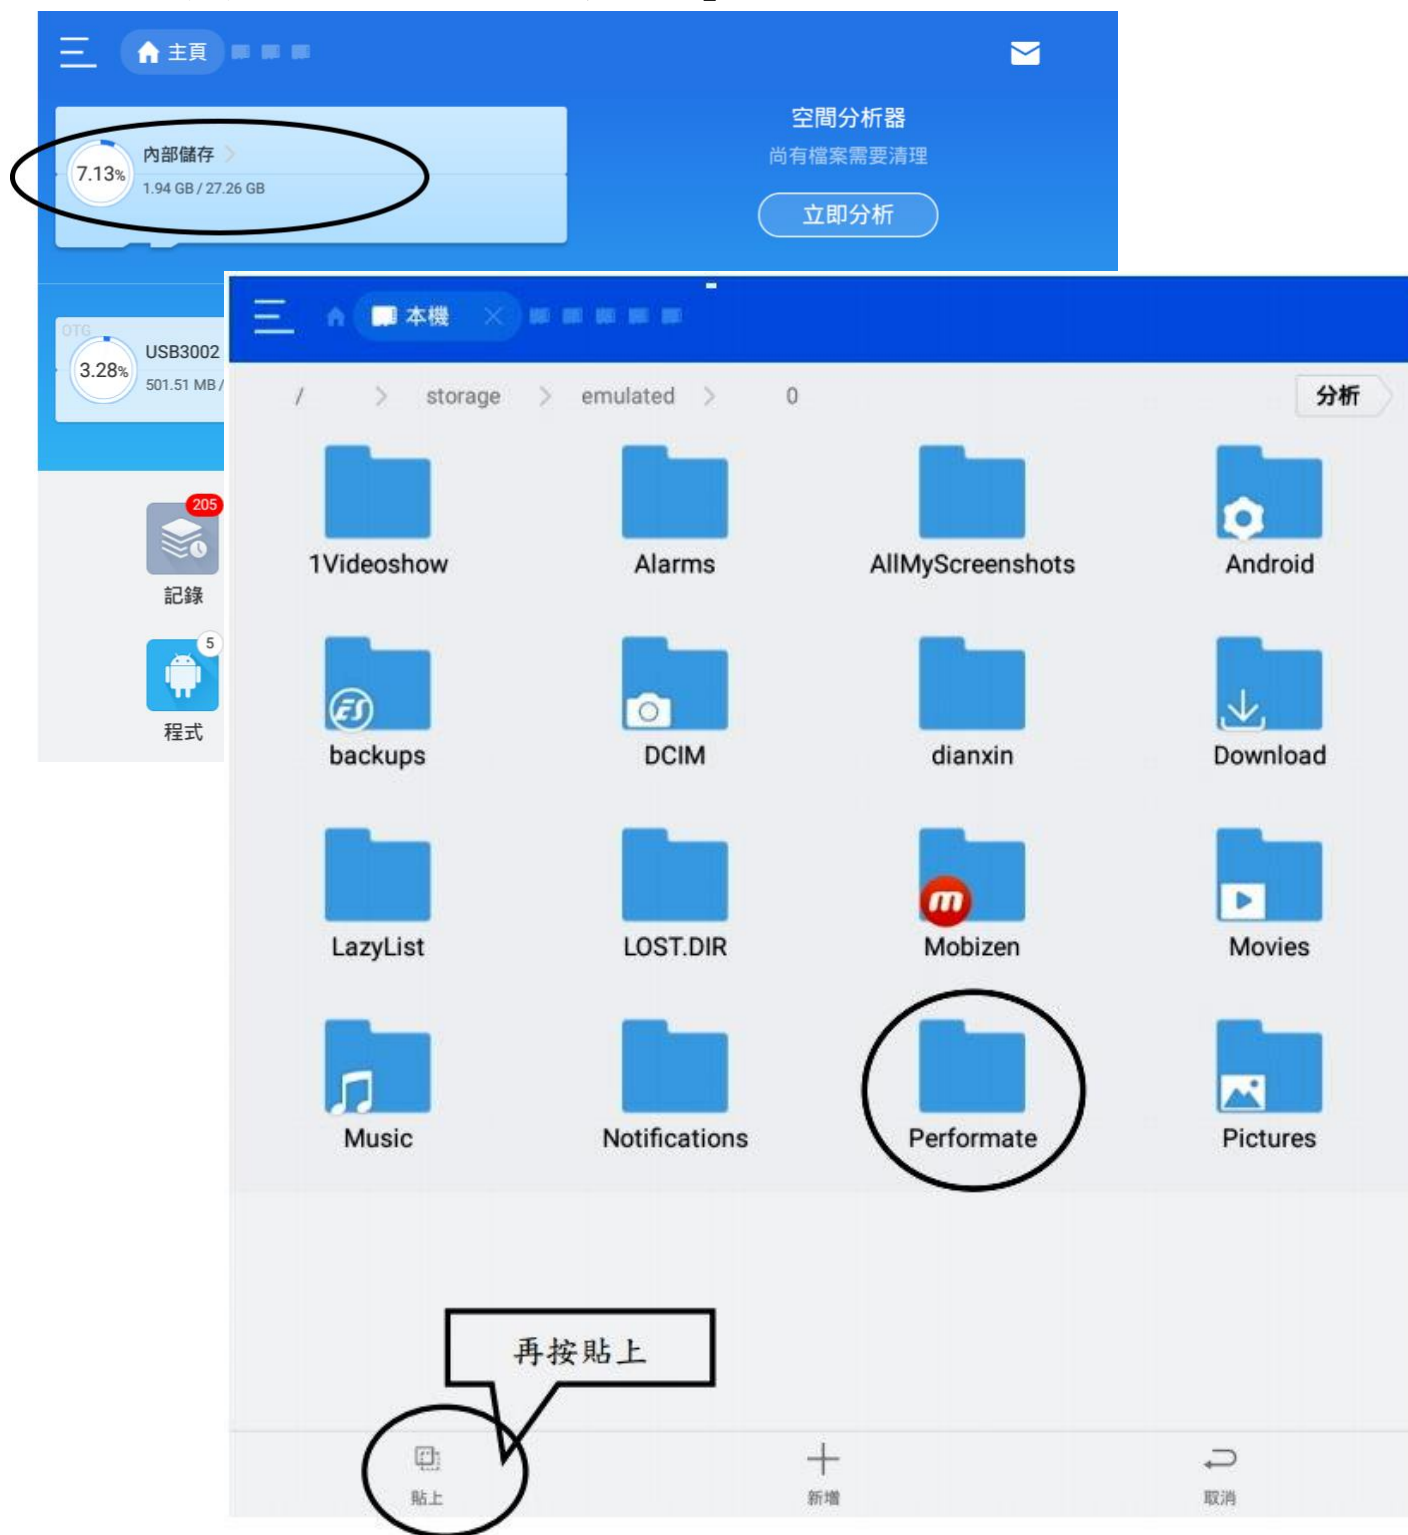 主頁
內部儲存
7.13%
1.94 GB / 27.26 GB
空間分析器
尚有檔案需要清理
立即分析
OTG
USB3002
3.28%
501.51 MB /
205
記錄
5
程式
本機
/ storage emulated 0
分析
1Videoshow Alarms AllMyScreenshots Android
ES
backups DCIM dianxin Download
m
LazyList LOST.DIR Mobizen Movies
Music Notifications Performate Pictures
再按貼上
貼上 新增 取消